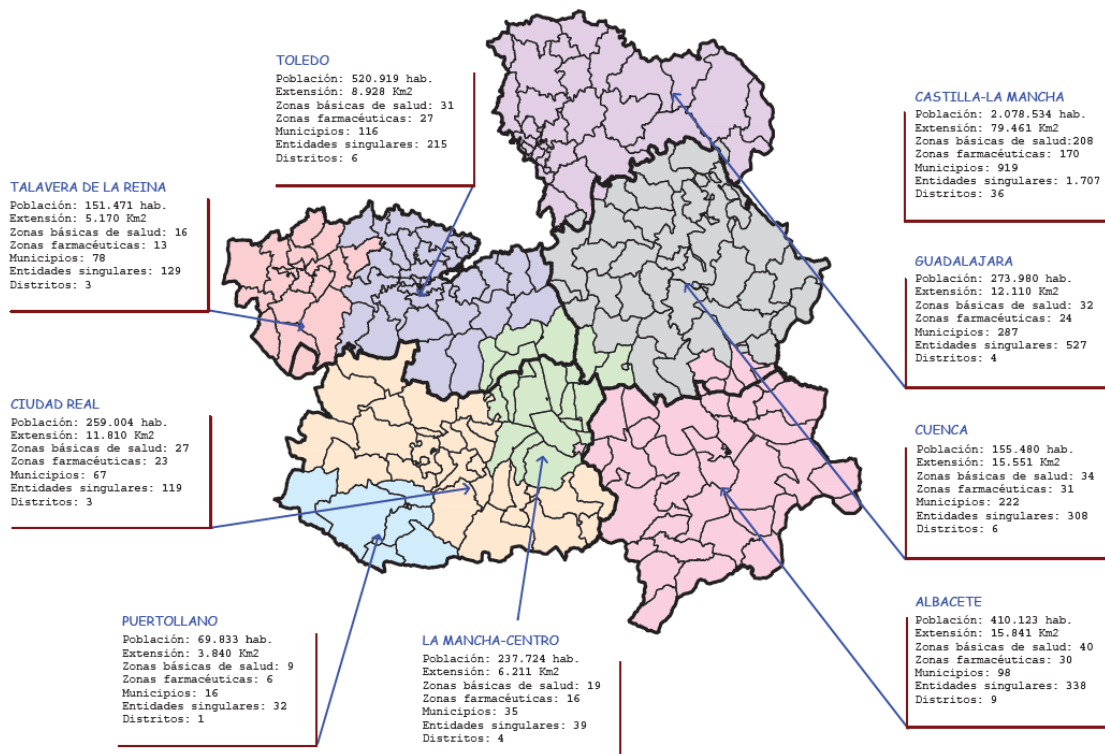 TOLEDO
Población: 520.919 hab.
Extensión: 8.928 Km2
Zonas básicas de salud: 31
Zonas farmacéuticas: 27
Municipios: 116
Entidades singulares: 215
Distritos: 6
CASTILLA-LA MANCHA
Población: 2.078.534 hab.
Extensión: 79.461 Km2
Zonas básicas de salud:208
Zonas farmacéuticas: 170
Municipios: 919
Entidades singulares: 1.707
Distritos: 36
TALAVERA DE LA REINA
Población: 151.471 hab.
Extensión: 5.170 Km2
Zonas básicas de salud: 16
Zonas farmacéuticas: 13
Municipios: 78
Entidades singulares: 129
Distritos: 3
GUADALAJARA
Población: 273.980 hab.
Extensión: 12.110 Km2
Zonas básicas de salud: 32
Zonas farmacéuticas: 24
Municipios: 287
Entidades singulares: 527
Distritos: 4
CIUDAD REAL
Población: 259.004 hab.
Extensión: 11.810 Km2
Zonas básicas de salud: 27
Zonas farmacéuticas: 23
Municipios: 67
Entidades singulares: 119
Distritos: 3
CUENCA
Población: 155.480 hab.
Extensión: 15.551 Km2
Zonas básicas de salud: 34
Zonas farmacéuticas: 31
Municipios: 222
Entidades singulares: 308
Distritos: 6
PUERTOLLANO
Población: 69.833 hab.
Extensión: 3.840 Km2
Zonas básicas de salud: 9
Zonas farmacéuticas: 6
Municipios: 16
Entidades singulares: 32
Distritos: 1
LA MANCHA-CENTRO
Población: 237.724 hab.
Extensión: 6.211 Km2
Zonas básicas de salud: 19
Zonas farmacéuticas: 16
Municipios: 35
Entidades singulares: 39
Distritos: 4
ALBACETE
Población: 410.123 hab.
Extensión: 15.841 Km2
Zonas básicas de salud: 40
Zonas farmacéuticas: 30
Municipios: 98
Entidades singulares: 338
Distritos: 9